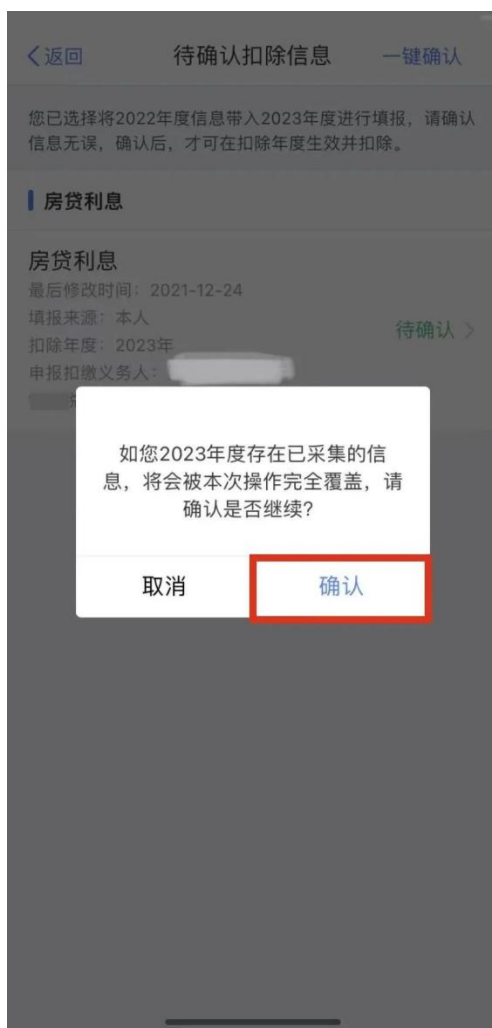 返回 待确认扣除信息 一键确认
您已选择将2022年度信息带入2023年度进行填报，请确认
信息无误，确认后，才可在扣除年度生效并扣除。
房贷利息
房贷利息
最后修改时间：2021-12-24
填报来源：本人
待确认
扣除年度：2023年
申报扣缴义务人：
如您2023年度存在已采集的信
息，将会被本次操作完全覆盖，请
确认是否继续?
取消 确认